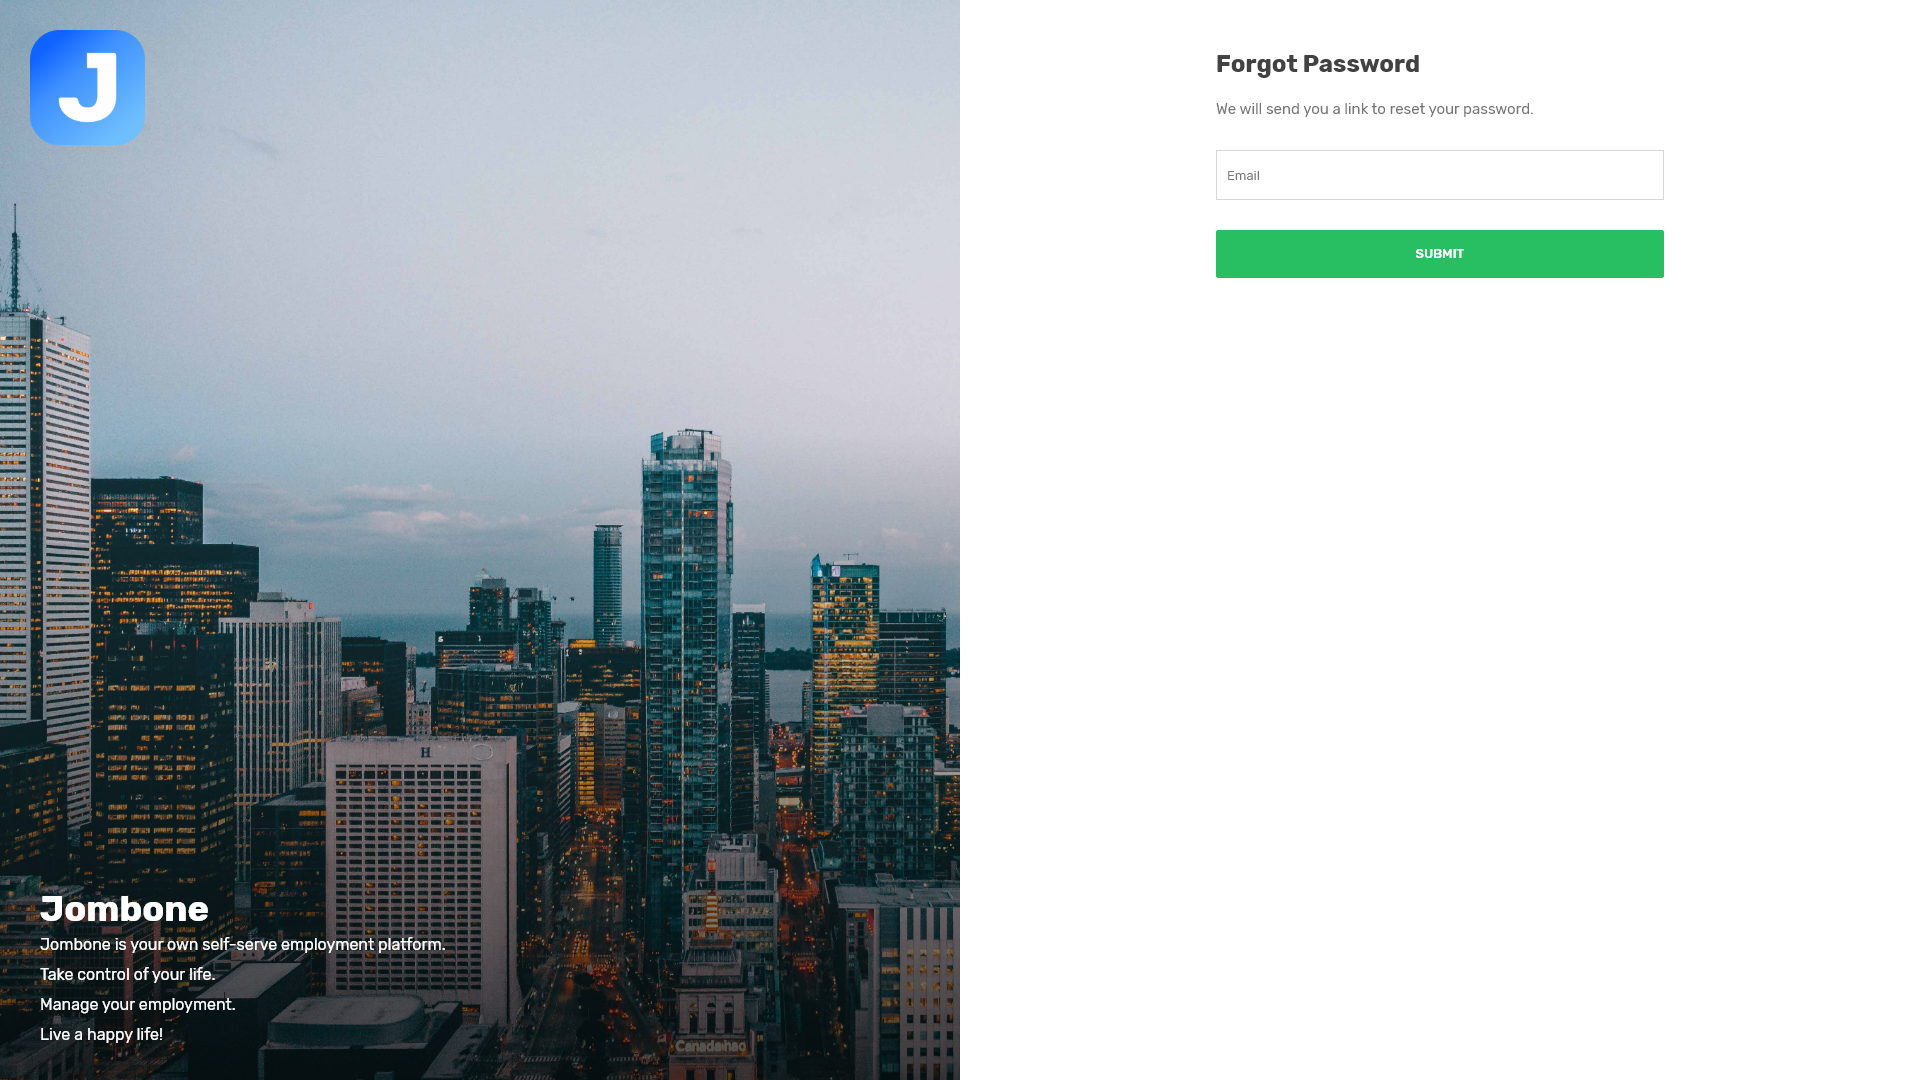 J
Jombone
Jombone is your own self-serve employment platform.
Take control of your life.
Manage your employment.
Live a happy life!
H
Forgot Password
We will send you a link to reset your password.
Email
SUBMIT